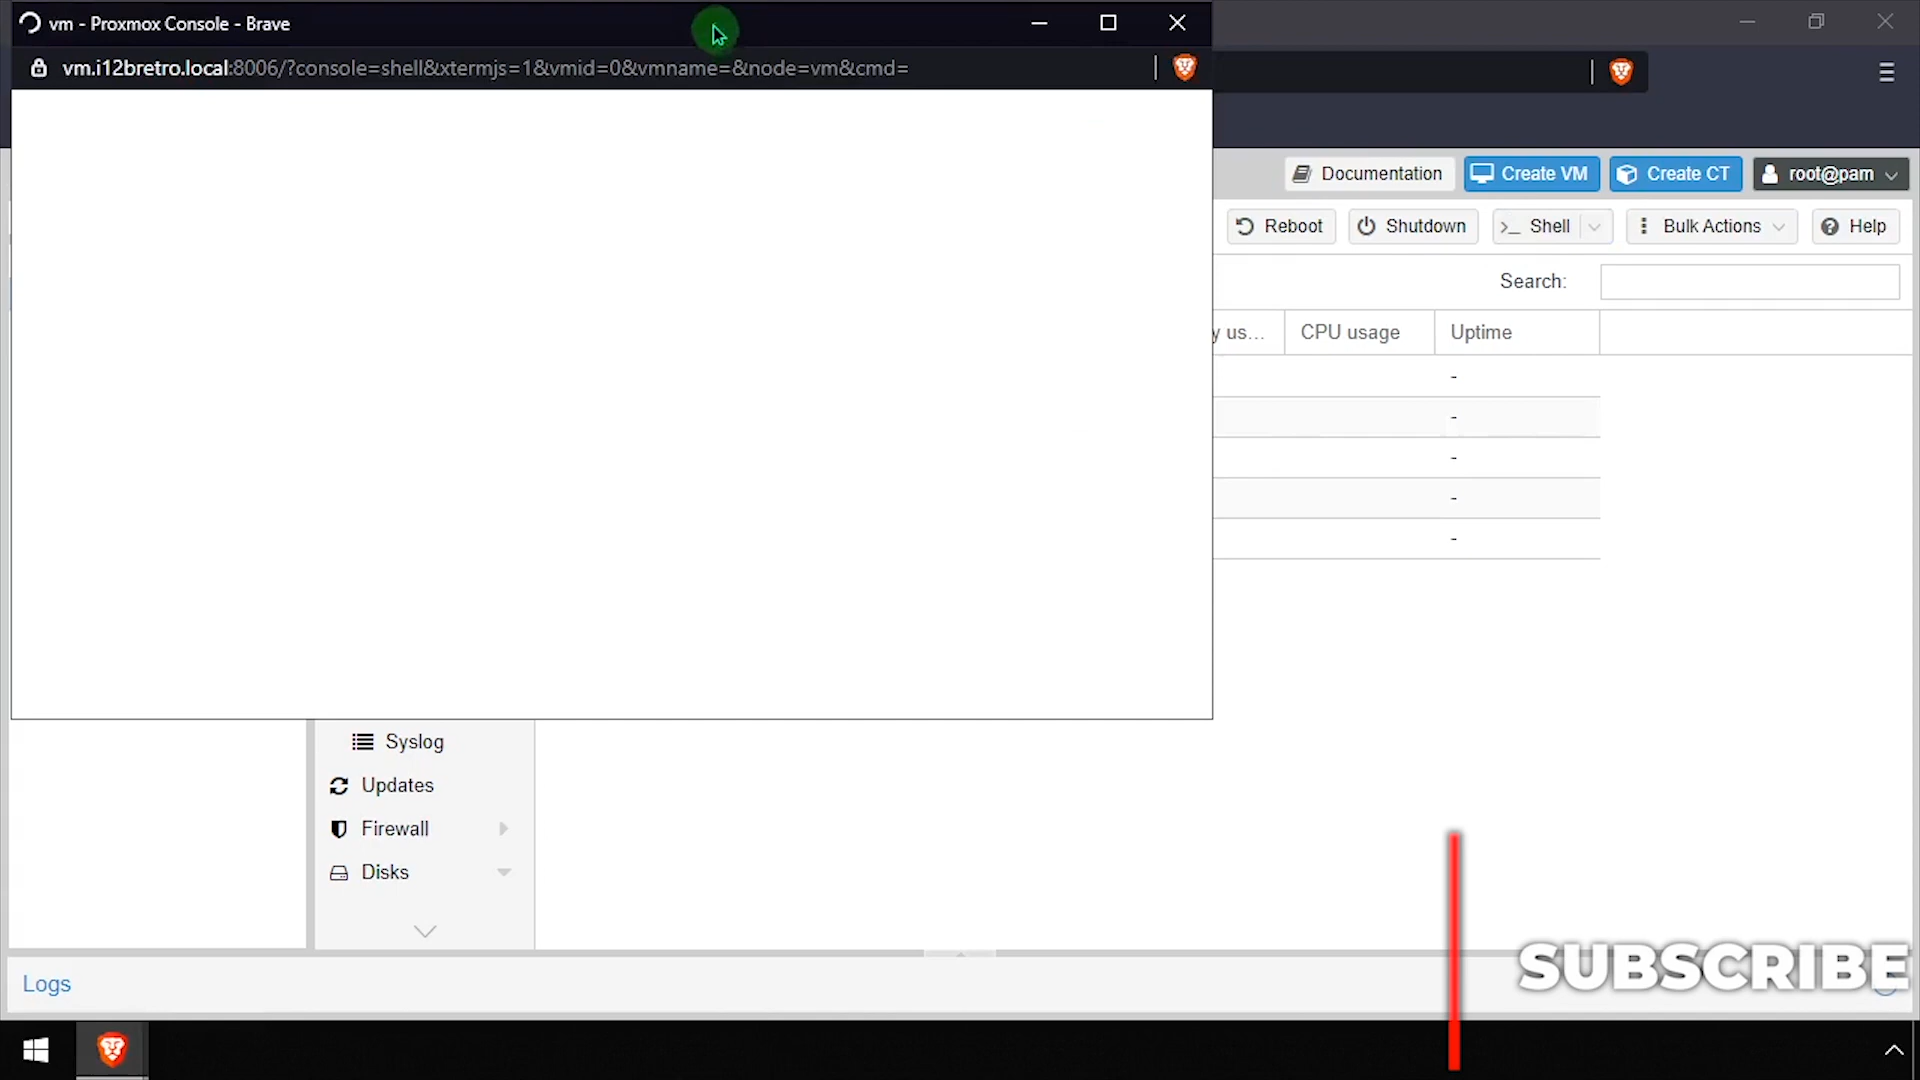 vm - Proxmox Console - Brave
vm.i12bretro.local:8006/?console=shell&xtermjs=1&vmid=0&vmname=&node=vm&cmd=
Documentation
Create VM
Create CT
root@pam
Reboot
Shutdown
Shell
Bulk Actions
Help
Search:
y us...
CPU usage
Uptime
-
-
-
-
-
Syslog
Updates
Firewall
Disks
SUBSCRIBE
Logs